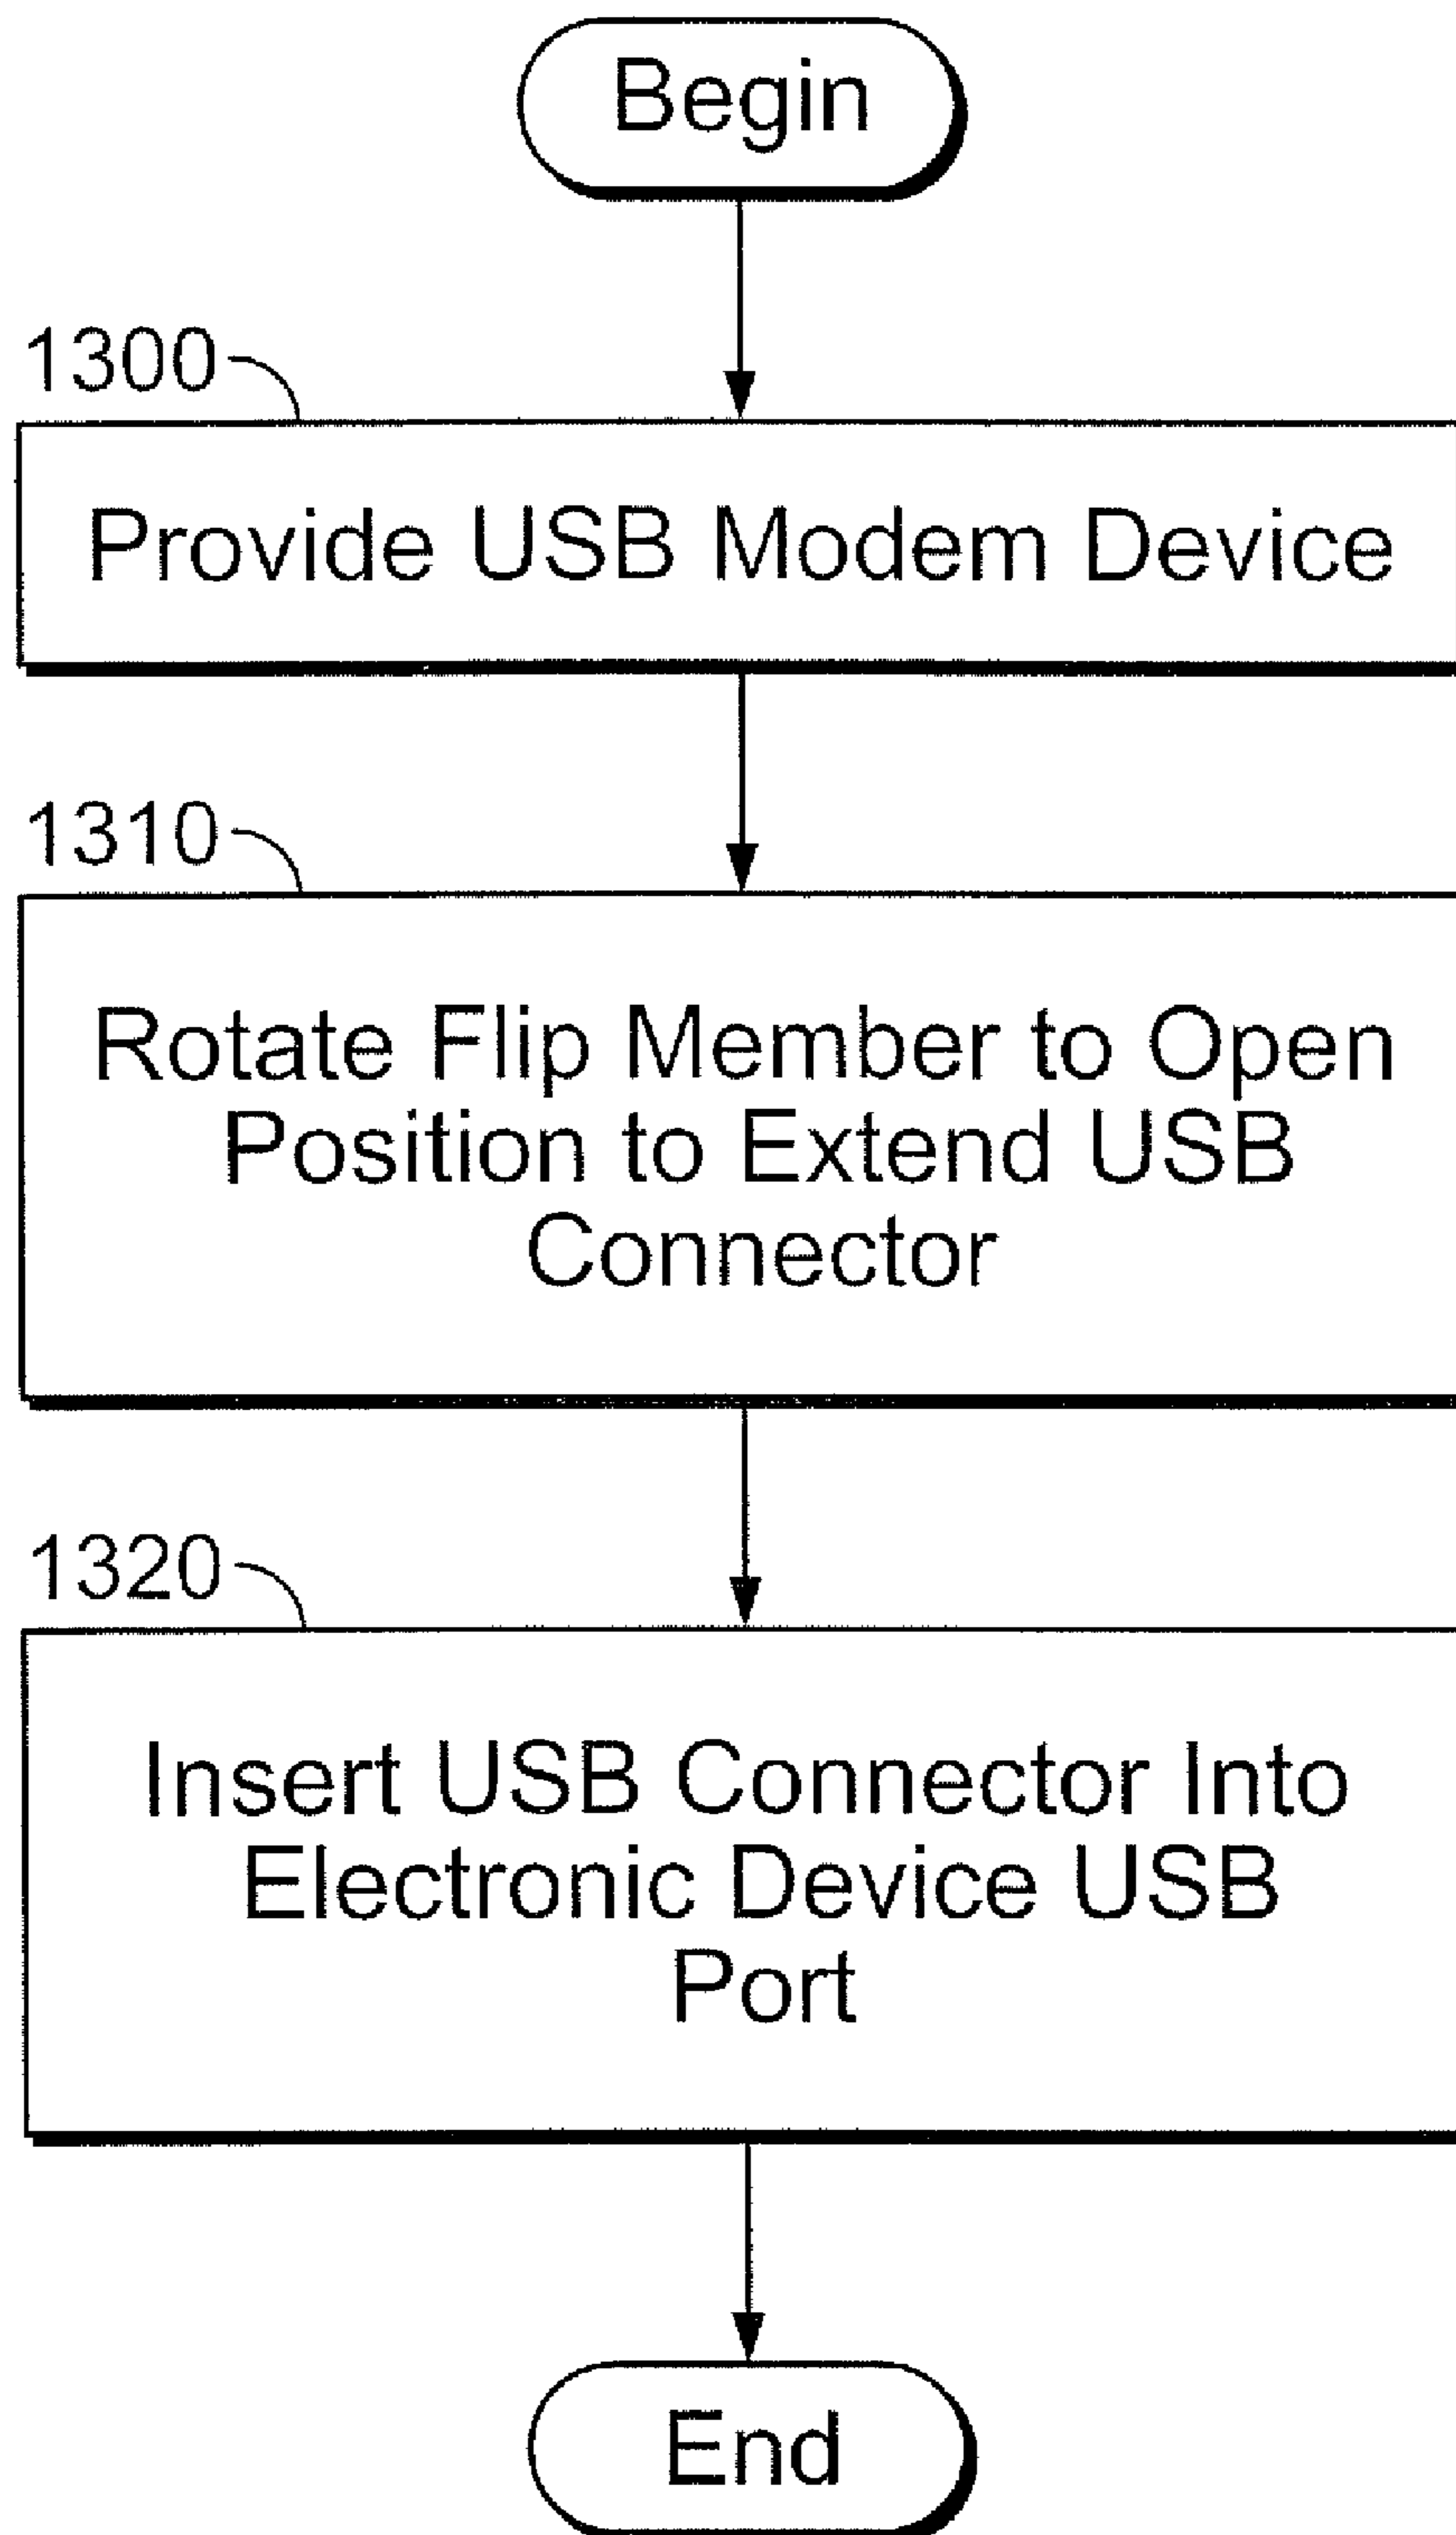 Begin
1300
Provide USB Modem Device
1310
Rotate Flip Member to Open
Position to Extend USB
Connector
1320
Insert USB Connector Into
Electronic Device USB
Port
End